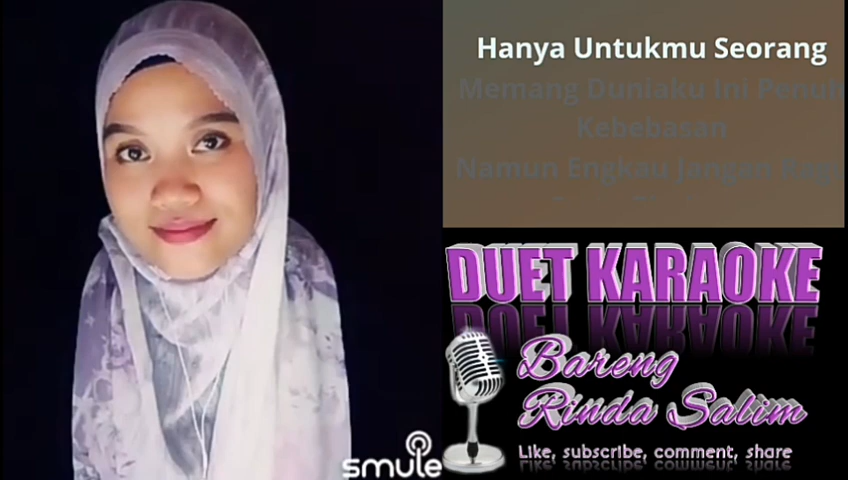 Hanya Untukmu Seorang
Memang Duniaku Ini Penuh
Kebebasan
Namun Engkau Jangan Ragu
DUET KARAOKE
Bareng
Rinda Salim
Like, subscribe, comment, share
smule